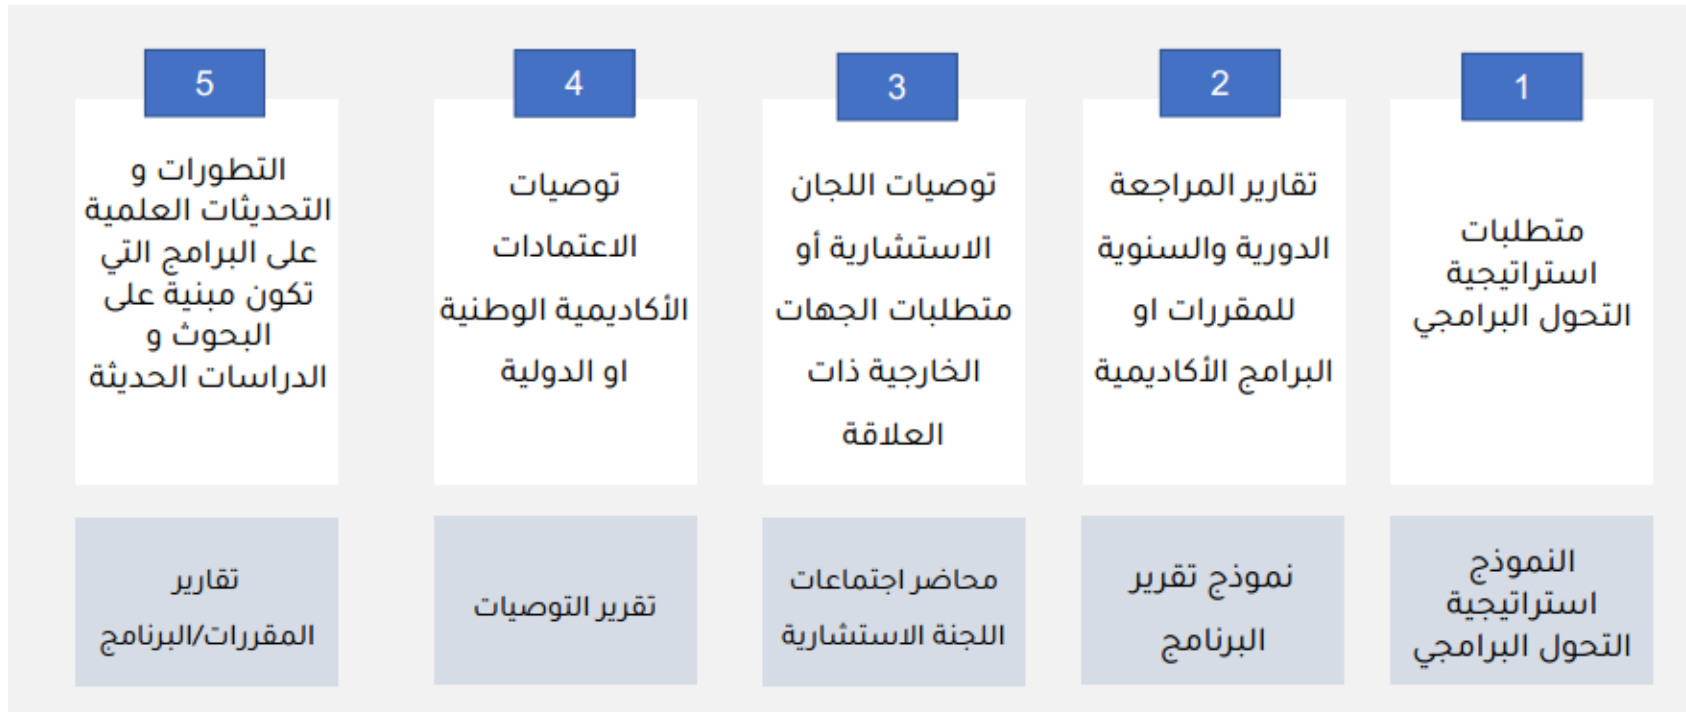 1
متطلبات
استراتيجية
التحول البرامجي
النموذج
استراتيجية
التحول البرامجي
2
تقارير المراجعة
الدورية والسنوية
للمقررات او
البرامج الأكاديمية
نموذج تقرير
البرنامج
3
توصيات اللجان
الاستشارية أو
متطلبات الجهات
الخارجية ذات
العلاقة
محاضر اجتماعات
اللجنة الاستشارية
4
توصيات
الاعتمادات
الأكاديمية الوطنية
او الدولية
تقرير التوصيات
5
التطورات و
التحديثات العلمية
على البرامج التي
تكون مبنية على
البحوث و
الدراسات الحديثة
تقارير
المقررات/البرنامج